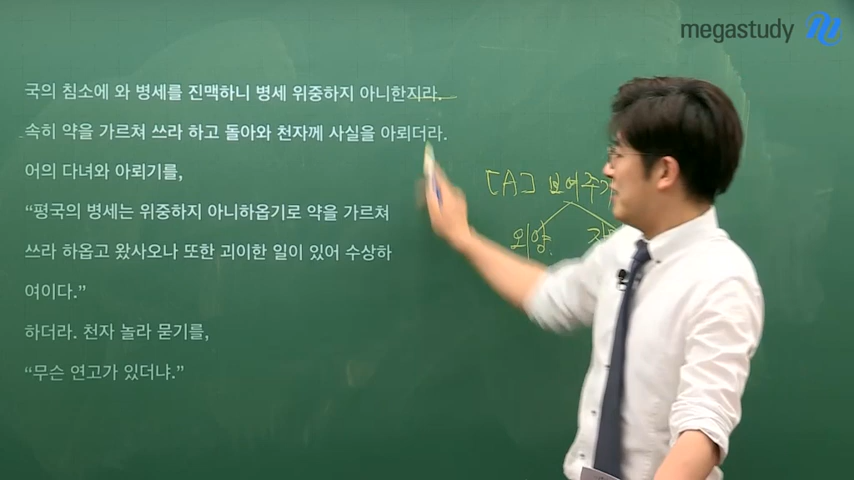 megastudy
국의 침소에 와 병세를 진맥하니 병세 위중하지 아니한지라.
속히 약을 가르쳐 쓰라 하고 돌아와 천자께 사실을 아뢰더라.
어의 다녀와 아뢰기를,
“평국의 병세는 위중하지 아니하옵기로 약을 가르쳐
쓰라 하옵고 왔사오나 또한 괴이한 일이 있어 수상하
여이다.”
하더라. 천자 놀라 묻기를,
“무슨 연고가 있더냐.”
[A] 보여주기
외양